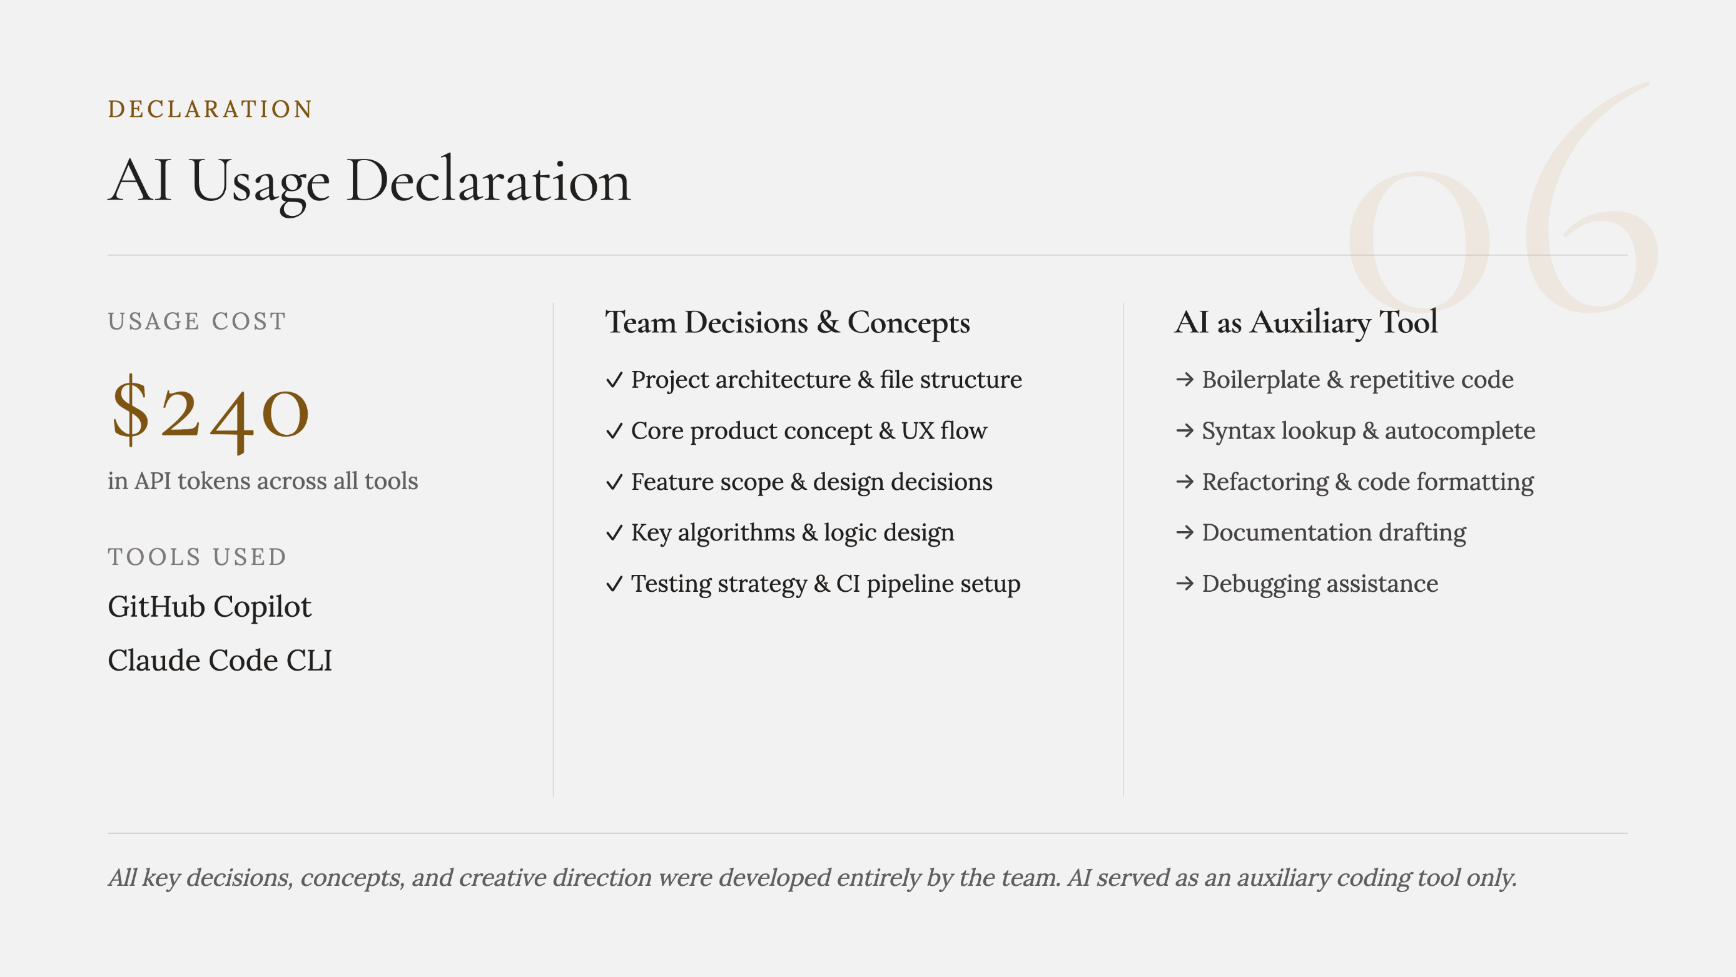 DECLARATION
AI Usage Declaration
06
USAGE COST
$240
in API tokens across all tools
TOOLS USED
GitHub Copilot
Claude Code CLI
Team Decisions & Concepts
✓ Project architecture & file structure
✓ Core product concept & UX flow
✓ Feature scope & design decisions
✓ Key algorithms & logic design
✓ Testing strategy & CI pipeline setup
AI as Auxiliary Tool
→ Boilerplate & repetitive code
→ Syntax lookup & autocomplete
→ Refactoring & code formatting
→ Documentation drafting
→ Debugging assistance
All key decisions, concepts, and creative direction were developed entirely by the team. AI served as an auxiliary coding tool only.